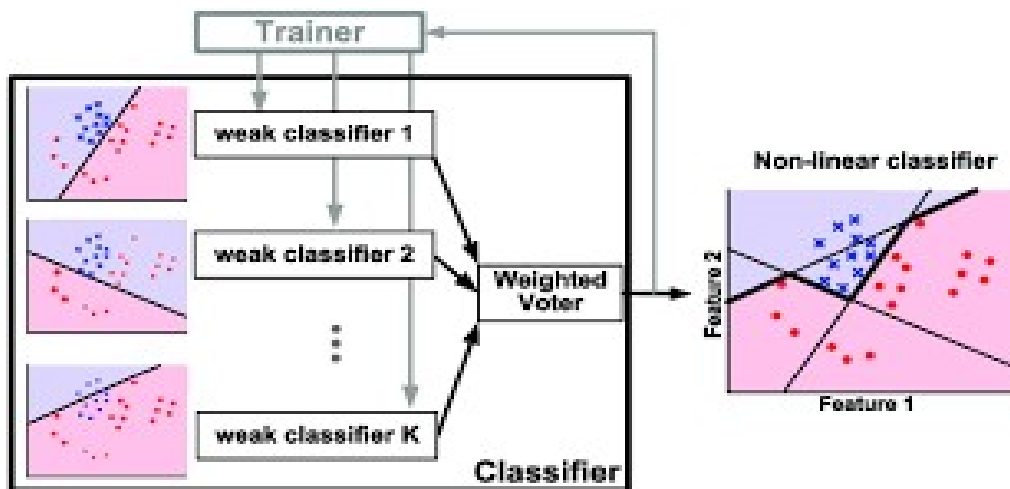 Trainer
weak classifier 1
weak classifier 2
weak classifier K
Weighted
Voter
Classifier
Non-linear classifier
Feature 2
Feature 1